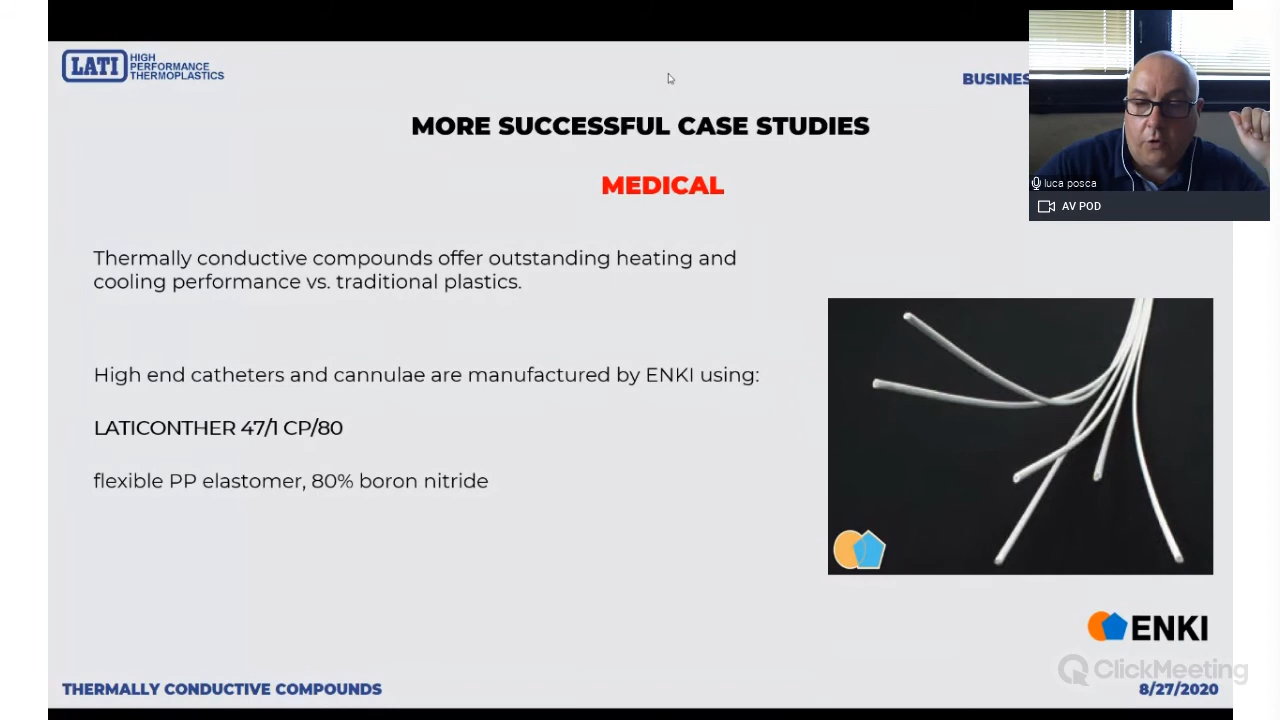 LATI HIGH PERFORMANCE THERMOPLASTICS
BUSINES
MORE SUCCESSFUL CASE STUDIES
MEDICAL
luca posca
AV POD
Thermally conductive compounds offer outstanding heating and
cooling performance vs. traditional plastics.
High end catheters and cannulae are manufactured by ENKI using:
LATICONTHER 47/1 CP/80
flexible PP elastomer, 80% boron nitride
ENKI
ClickMeeting
THERMALLY CONDUCTIVE COMPOUNDS
8/27/2020